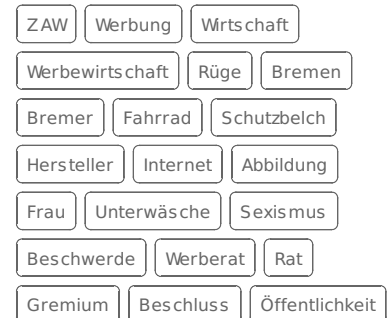 ZAW Werbung Wirtschaft
Werbewirtschaft Rüge Bremen
Bremer Fahrrad Schutzbelch
Hersteller Internet Abbildung
Frau Unterwäsche Sexismus
Beschwerde Werberat Rat
Gremium Beschluss Öffentlichkeit